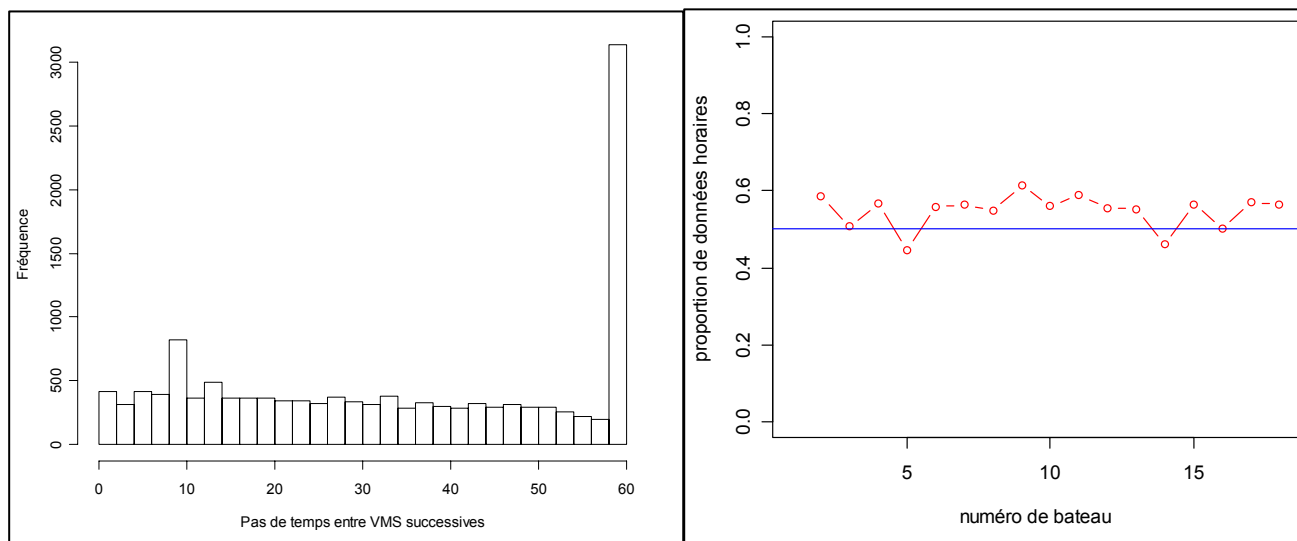 Fréquence
0 500 1000 1500 2000 2500 3000
0 10 20 30 40 50 60
Pas de temps entre VMS successives
proportion de données horaires
0.0 0.2 0.4 0.6 0.8 1.0
5 10 15
numéro de bateau